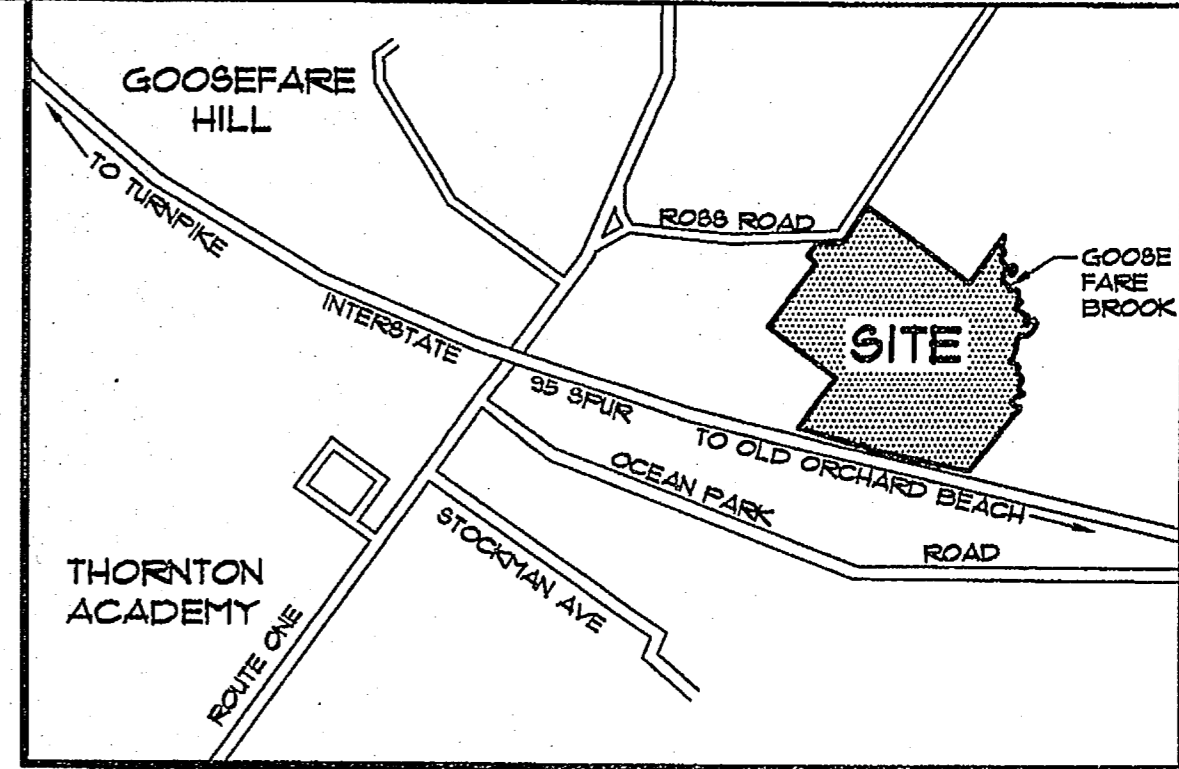 GOOSEFARE
HILL
TO TURNPIKE
ROSS ROAD
GOOSE
FARE
BROOK
INTERSTATE
SITE
95 SPUR
TO OLD ORCHARD BEACH
OCEAN PARK
ROAD
STOCKMAN AVE
THORNTON
ACADEMY
ROUTE ONE